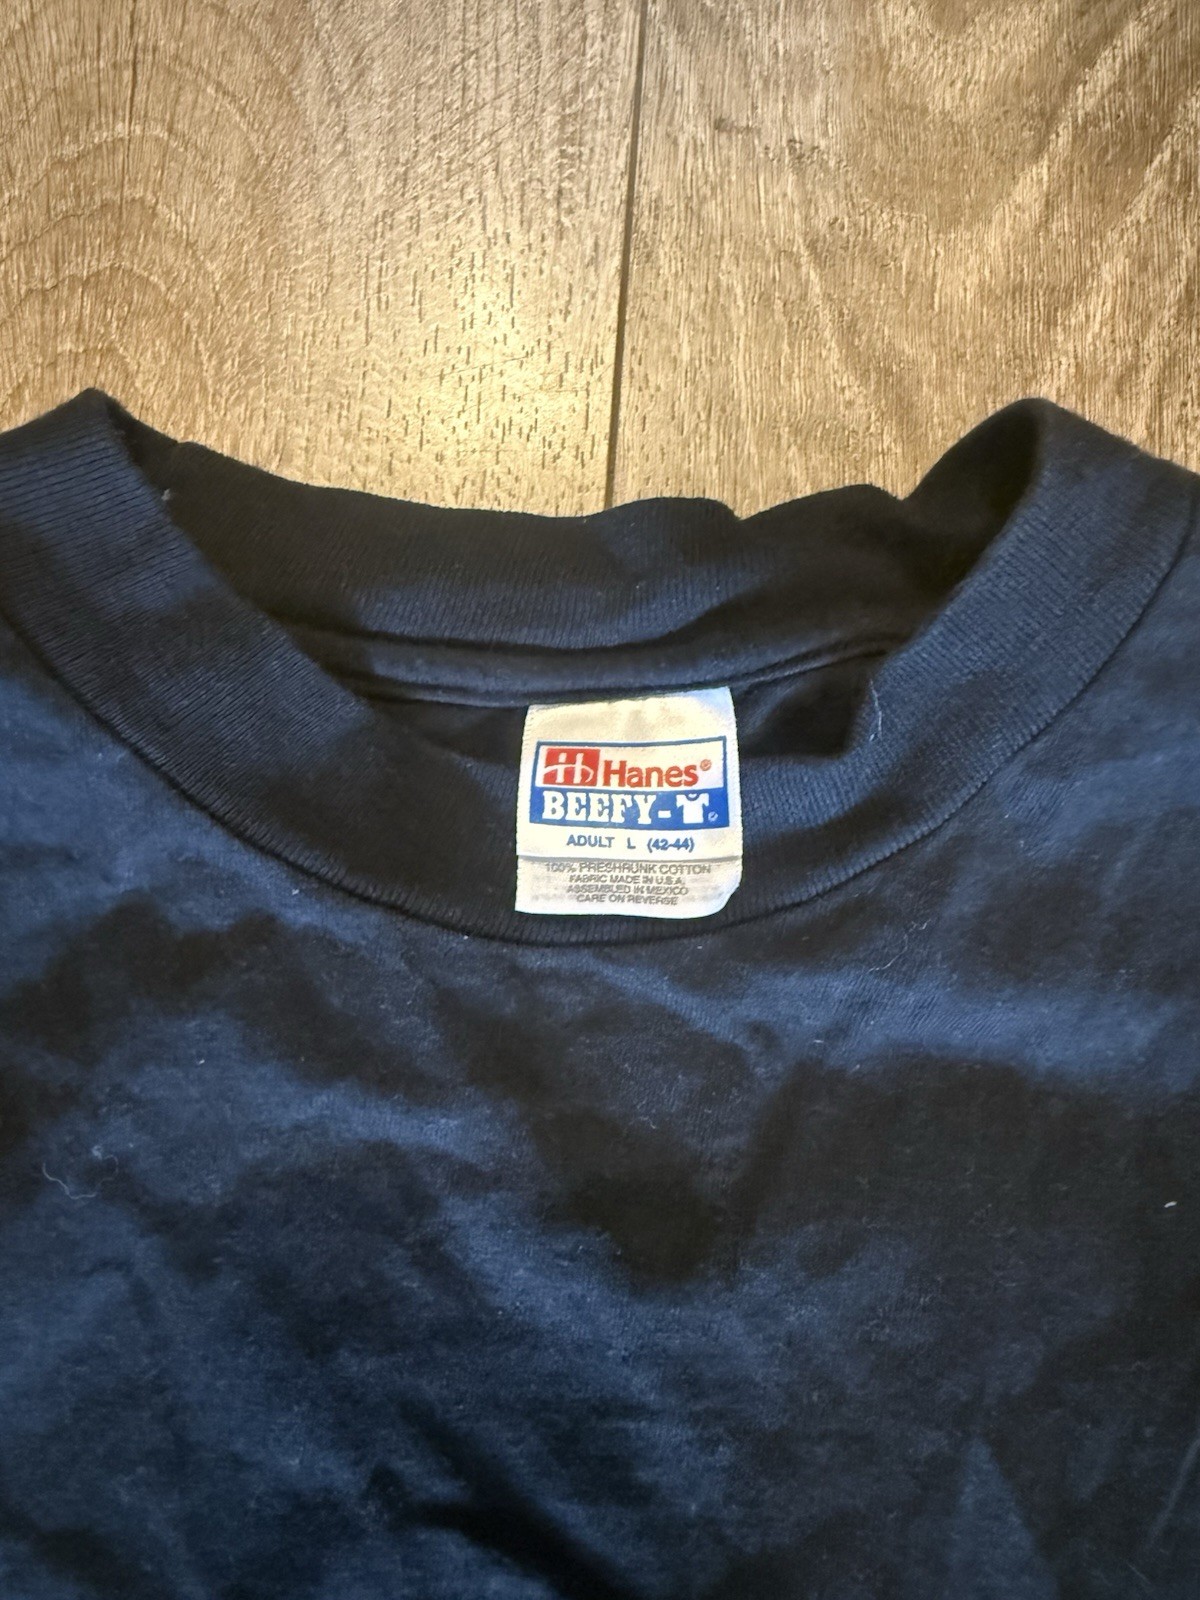 Hanes®
BEEFY-T
ADULT L (42-44)
100% PRESHRUNK COTTON
FABRIC MADE IN U.S.A.
ASSEMBLED IN MEXICO
CARE ON REVERSE